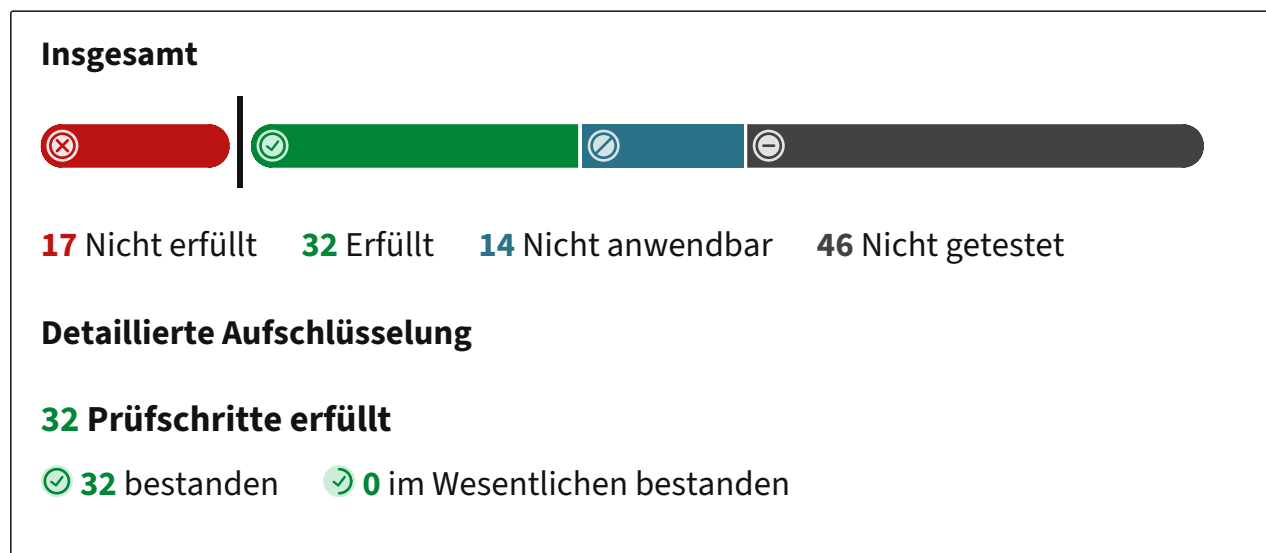 Insgesamt
17 Nicht erfüllt 32 Erfüllt 14 Nicht anwendbar 46 Nicht getestet
Detaillierte Aufschlüsselung
32 Prüfschritte erfüllt
32 bestanden 0 im Wesentlichen bestanden